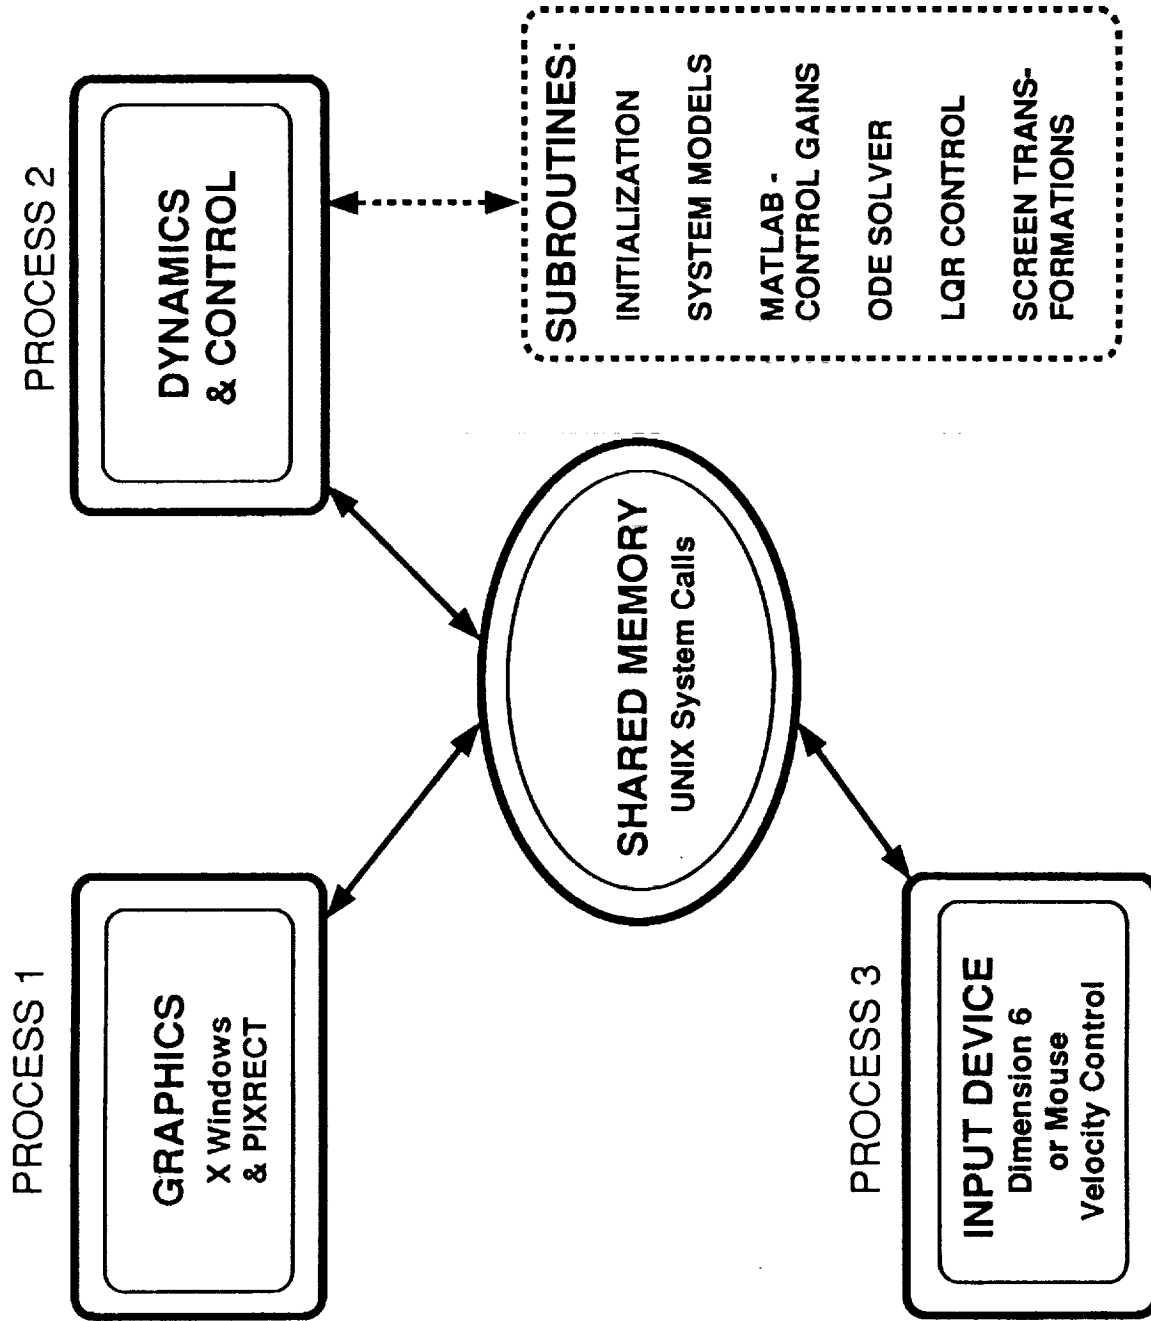 PROCESS 1
GRAPHICS
X Windows
& PIXRECT
PROCESS 2
DYNAMICS
& CONTROL
SHARED MEMORY
UNIX System Calls
SUBROUTINES:
INITIALIZATION
SYSTEM MODELS
MATLAB -
CONTROL GAINS
ODE SOLVER
LQR CONTROL
SCREEN TRANS-
FORMATIONS
PROCESS 3
INPUT DEVICE
Dimension 6
or Mouse
Velocity Control